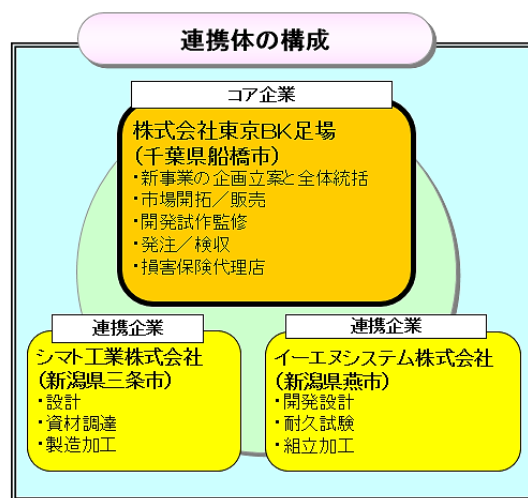 連携体の構成
コア企業
株式会社東京BK足場
(千葉県船橋市)
・新事業の企画立案と全体統括
・市場開拓／販売
・開発試作監修
・発注／検収
・損害保険代理店
連携企業
シマト工業株式会社
(新潟県三条市)
・設計
・資材調達
・製造加工
連携企業
イーエヌシステム株式会社
(新潟県燕市)
・開発設計
・耐久試験
・組立加工